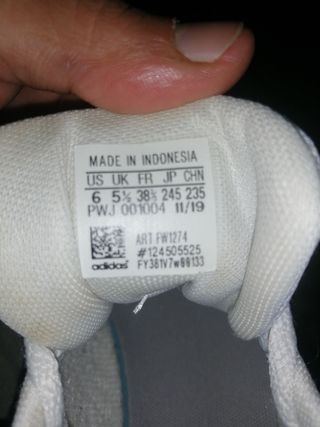 MADE IN INDONESIA
US UK FR JP CHN
6 5½ 38⅔ 245 235
PWJ 001004 11/19
ART FW1274
#124505525
adidas FY381V7w00133